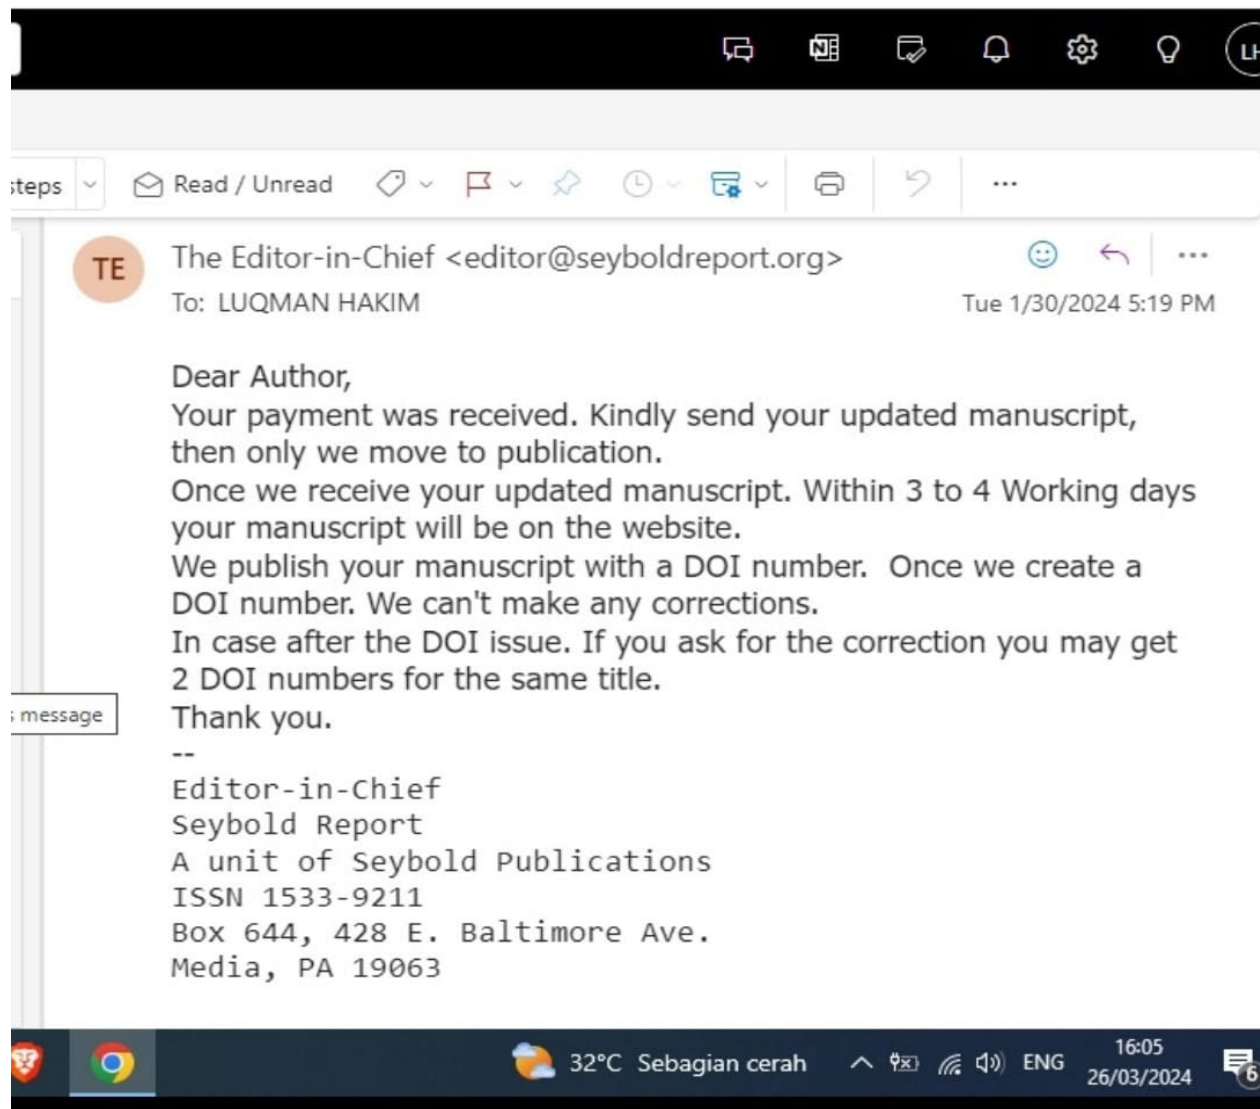 LH
steps
Read / Unread
TE
The Editor-in-Chief <editor@seyboldreport.org>
To: LUQMAN HAKIM
Tue 1/30/2024 5:19 PM
Dear Author,
Your payment was received. Kindly send your updated manuscript,
then only we move to publication.
Once we receive your updated manuscript. Within 3 to 4 Working days
your manuscript will be on the website.
We publish your manuscript with a DOI number.  Once we create a
DOI number. We can't make any corrections.
In case after the DOI issue. If you ask for the correction you may get
2 DOI numbers for the same title.
message
Thank you.
--
Editor-in-Chief
Seybold Report
A unit of Seybold Publications
ISSN 1533-9211
Box 644, 428 E. Baltimore Ave.
Media, PA 19063
32°C Sebagian cerah
ENG
16:05
26/03/2024
6